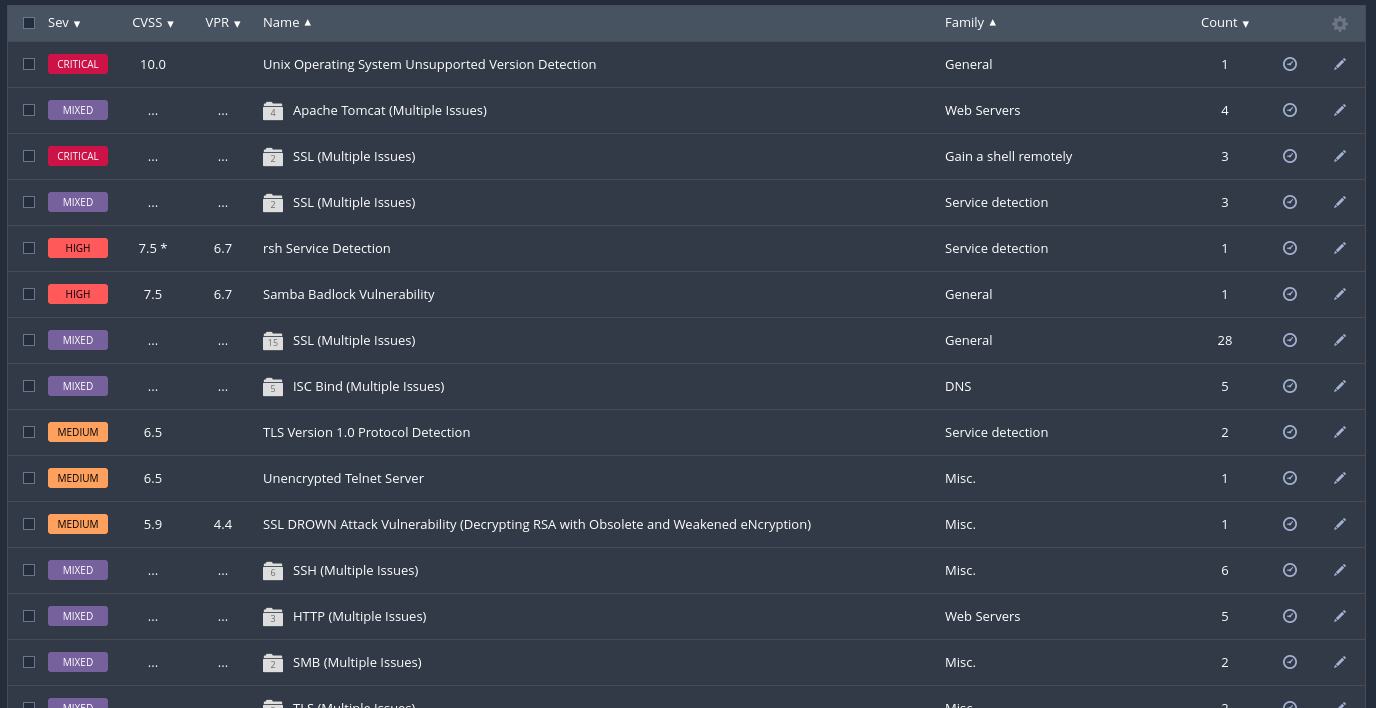 Sev ▼ CVSS ▼ VPR ▼ Name ▲ Family ▲ Count ▼
CRITICAL 10.0 Unix Operating System Unsupported Version Detection General 1
MIXED ... ... 4 Apache Tomcat (Multiple Issues) Web Servers 4
CRITICAL ... ... 2 SSL (Multiple Issues) Gain a shell remotely 3
MIXED ... ... 2 SSL (Multiple Issues) Service detection 3
HIGH 7.5 * 6.7 rsh Service Detection Service detection 1
HIGH 7.5 6.7 Samba Badlock Vulnerability General 1
MIXED ... ... 15 SSL (Multiple Issues) General 28
MIXED ... ... 5 ISC Bind (Multiple Issues) DNS 5
MEDIUM 6.5 TLS Version 1.0 Protocol Detection Service detection 2
MEDIUM 6.5 Unencrypted Telnet Server Misc. 1
MEDIUM 5.9 4.4 SSL DROWN Attack Vulnerability (Decrypting RSA with Obsolete and Weakened eNcryption) Misc. 1
MIXED ... ... 6 SSH (Multiple Issues) Misc. 6
MIXED ... ... 3 HTTP (Multiple Issues) Web Servers 5
MIXED ... ... 2 SMB (Multiple Issues) Misc. 2
MIXED TLS (Multiple Issues) Misc.